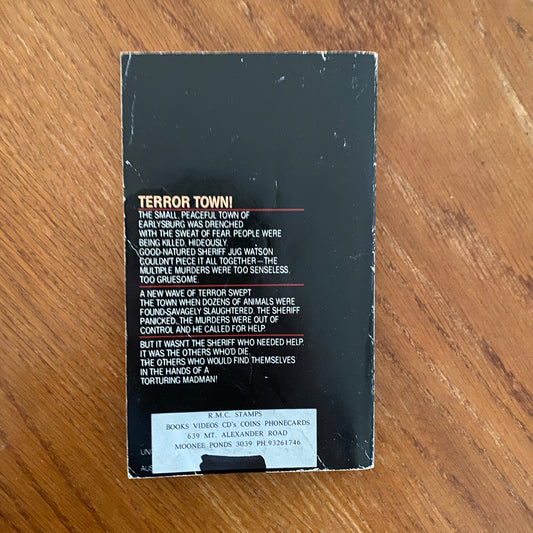 TERROR TOWN!
THE SMALL, PEACEFUL TOWN OF
EARLYSBURG WAS DRENCHED
WITH THE SWEAT OF FEAR. PEOPLE WERE
BEING KILLED, HIDEOUSLY.
GOOD-NATURED SHERIFF JUG WATSON
COULDN'T PIECE IT ALL TOGETHER—THE
MULTIPLE MURDERS WERE TOO SENSELESS.
TOO GRUESOME.
A NEW WAVE OF TERROR SWEPT
THE TOWN WHEN DOZENS OF ANIMALS WERE
FOUND-SAVAGELY SLAUGHTERED. THE SHERIFF
PANICKED. THE MURDERS WERE OUT OF
CONTROL AND HE CALLED FOR HELP
BUT IT WASN'T THE SHERIFF WHO NEEDED HELP.
IT WAS THE OTHERS WHO'D DIE.
THE OTHERS WHO WOULD FIND THEMSELVES
IN THE HANDS OF A
TORTURING MADMAN!
R.M.C. STAMPS
BOOKS VIDEOS CD's COINS PHONECARDS
639 MT. ALEXANDER ROAD
MOONEE PONDS 3039 PH.93261746
UNI
AUS